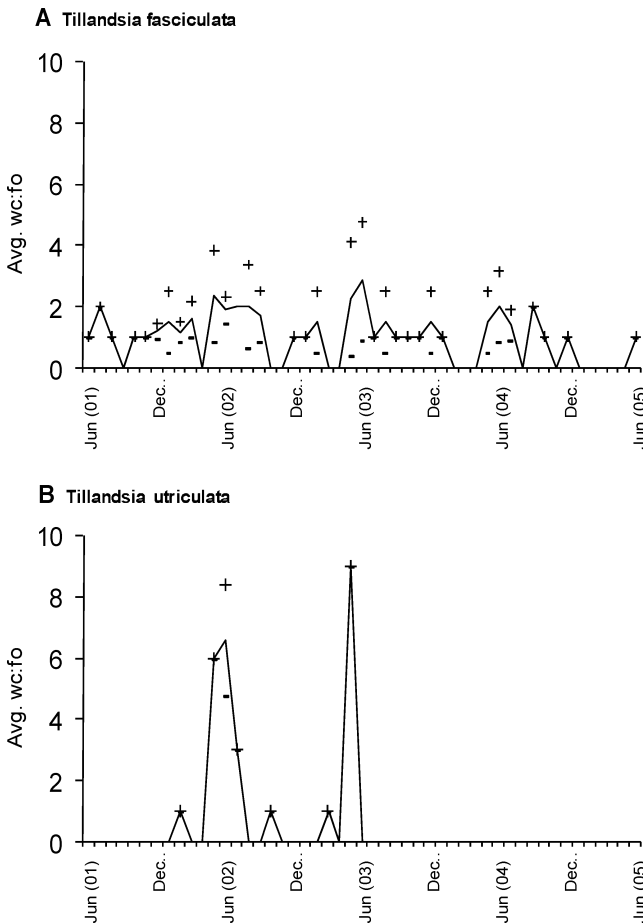 A Tillandsia fasciculata
10
8
6
4
2
0
Avg. wc:fo
Jun (01)
Dec..
Jun (02)
Dec..
Jun (03)
Dec..
Jun (04)
Dec..
Jun (05)
B Tillandsia utriculata
10
8
6
4
2
0
Avg. wc:fo
Jun (01)
Dec..
Jun (02)
Dec..
Jun (03)
Dec..
Jun (04)
Dec..
Jun (05)